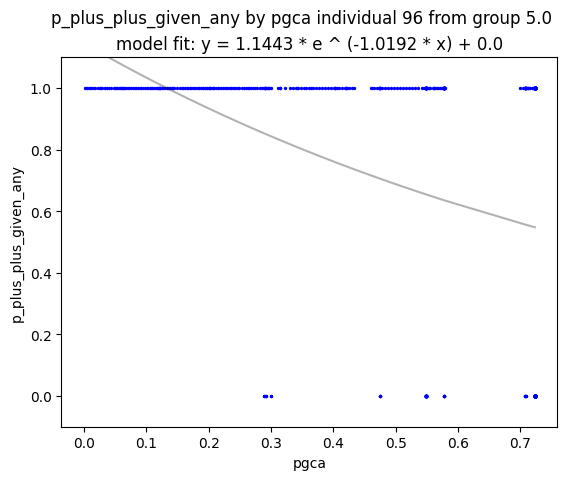 p_plus_plus_given_any by pgca individual 96 from group 5.0
model fit: y = 1.1443 * e ^ (-1.0192 * x) + 0.0
1.0
0.8
0.6
0.4
0.2
0.0
p_plus_plus_given_any
0.0 0.1 0.2 0.3 0.4 0.5 0.6 0.7
pgca